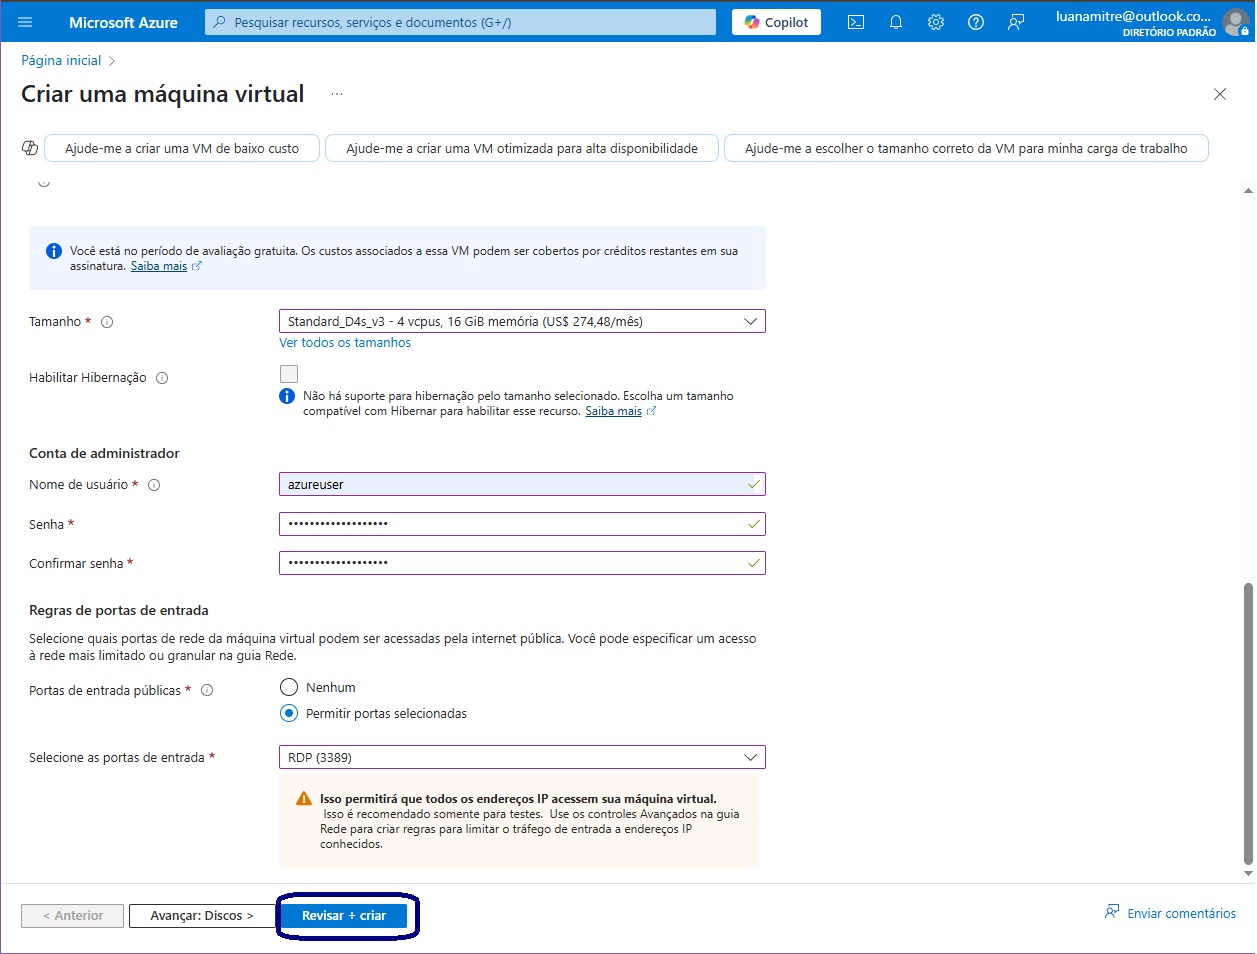 Microsoft Azure
Pesquisar recursos, serviços e documentos (G+/)
Copilot
luanamitre@outlook.co...
DIRETÓRIO PADRÃO
Página inicial >
Criar uma máquina virtual ...
Ajude-me a criar uma VM de baixo custo
Ajude-me a criar uma VM otimizada para alta disponibilidade
Ajude-me a escolher o tamanho correto da VM para minha carga de trabalho
Você está no período de avaliação gratuita. Os custos associados a essa VM podem ser cobertos por créditos restantes em sua
assinatura. Saiba mais
Tamanho *
Standard_D4s_v3 - 4 vcpus, 16 GiB memória (US$ 274,48/mês)
Ver todos os tamanhos
Habilitar Hibernação
Não há suporte para hibernação pelo tamanho selecionado. Escolha um tamanho
compatível com Hibernar para habilitar esse recurso. Saiba mais
Conta de administrador
Nome de usuário *
azureuser
Senha *
•••••••••••••••••••
Confirmar senha *
•••••••••••••••••••
Regras de portas de entrada
Selecione quais portas de rede da máquina virtual podem ser acessadas pela internet pública. Você pode especificar um acesso
à rede mais limitado ou granular na guia Rede.
Portas de entrada públicas *
Nenhum
Permitir portas selecionadas
Selecione as portas de entrada *
RDP (3389)
Isso permitirá que todos os endereços IP acessem sua máquina virtual.
Isso é recomendado somente para testes. Use os controles Avançados na guia
Rede para criar regras para limitar o tráfego de entrada a endereços IP
conhecidos.
< Anterior
Avançar: Discos >
Revisar + criar
Enviar comentários